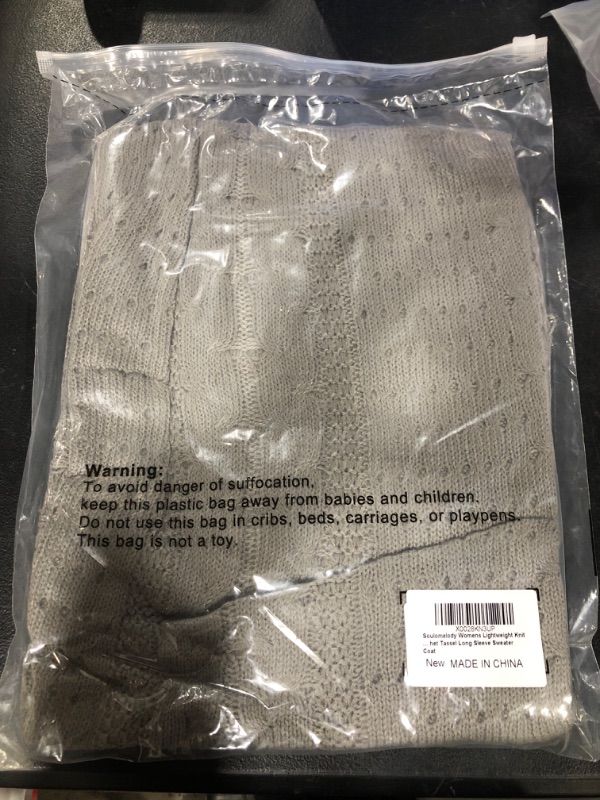 Warning:
To avoid danger of suffocation,
keep this plastic bag away from babies and children.
Do not use this bag in cribs, beds, carriages, or playpens.
This bag is not a toy.
X0028KN3UP
Soulomelody Womens Lightweight Knit
... het Tassel Long Sleeve Sweater
Coat
New MADE IN CHINA